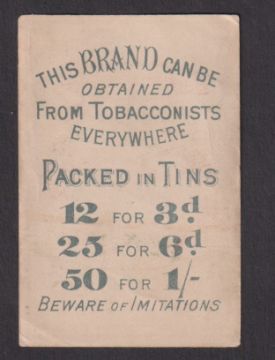 THIS BRAND CAN BE
OBTAINED
FROM TOBACCONISTS
EVERYWHERE
PACKED IN TINS
12 FOR 3d.
25 FOR 6d.
50 FOR 1/-
BEWARE OF IMITATIONS